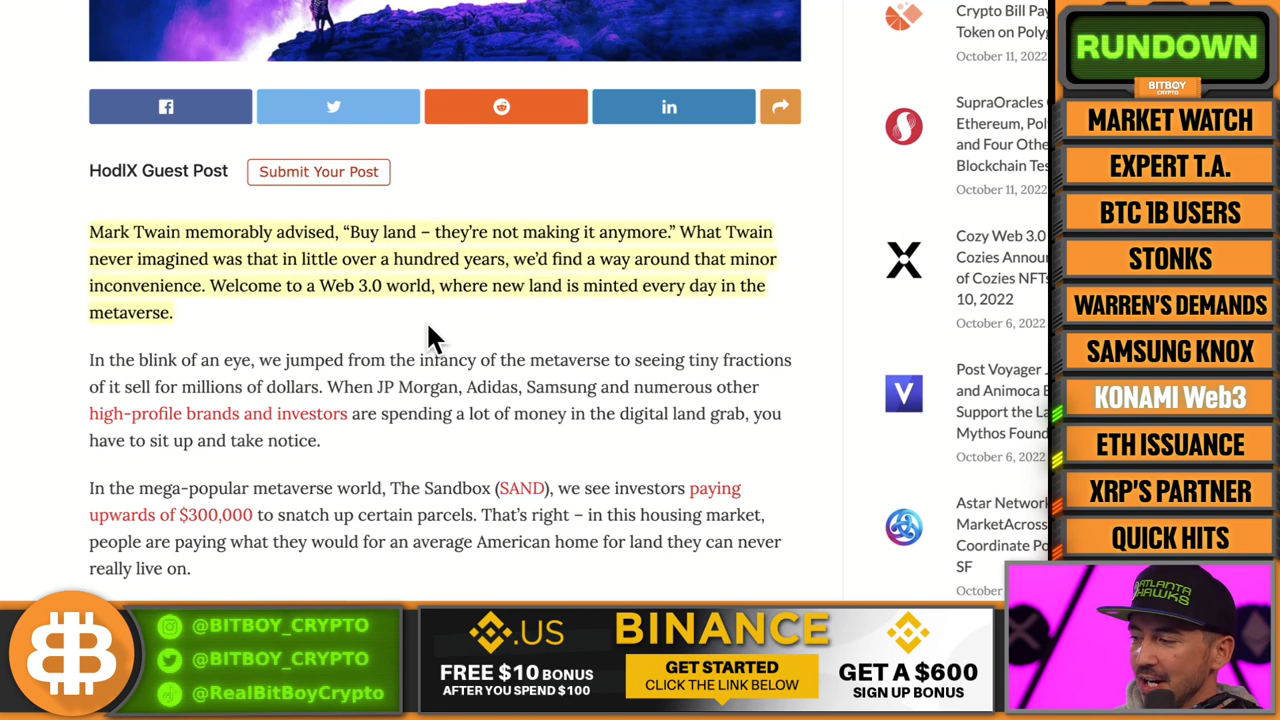 HodlX Guest Post
Submit Your Post
Mark Twain memorably advised, “Buy land – they’re not making it anymore.” What Twain
never imagined was that in little over a hundred years, we’d find a way around that minor
inconvenience. Welcome to a Web 3.0 world, where new land is minted every day in the
metaverse.
In the blink of an eye, we jumped from the infancy of the metaverse to seeing tiny fractions
of it sell for millions of dollars. When JP Morgan, Adidas, Samsung and numerous other
high-profile brands and investors are spending a lot of money in the digital land grab, you
have to sit up and take notice.
In the mega-popular metaverse world, The Sandbox (SAND), we see investors paying
upwards of $300,000 to snatch up certain parcels. That’s right – in this housing market,
people are paying what they would for an average American home for land they can never
really live on.
Crypto Bill Pay
Token on Polyg
October 11, 2022
SupraOracles
Ethereum, Pol
and Four Othe
Blockchain Tes
October 11, 2022
Cozy Web 3.0
Cozies Announ
of Cozies NFTs
10, 2022
October 6, 2022
Post Voyager
and Animoca B
Support the La
Mythos Found
October 6, 2022
Astar Network
MarketAcross
Coordinate Po
SF
October
RUNDOWN
BITBOY
CRYPTO
MARKET WATCH
EXPERT T.A.
BTC 1B USERS
STONKS
WARREN'S DEMANDS
SAMSUNG KNOX
KONAMI Web3
ETH ISSUANCE
XRP'S PARTNER
QUICK HITS
ATLANTA
HAWKS
@BITBOY_CRYPTO
@BITBOY_CRYPTO
@RealBitBoyCrypto
.US
FREE $10 BONUS
AFTER YOU SPEND $100
BINANCE
GET STARTED
CLICK THE LINK BELOW
GET A $600
SIGN UP BONUS